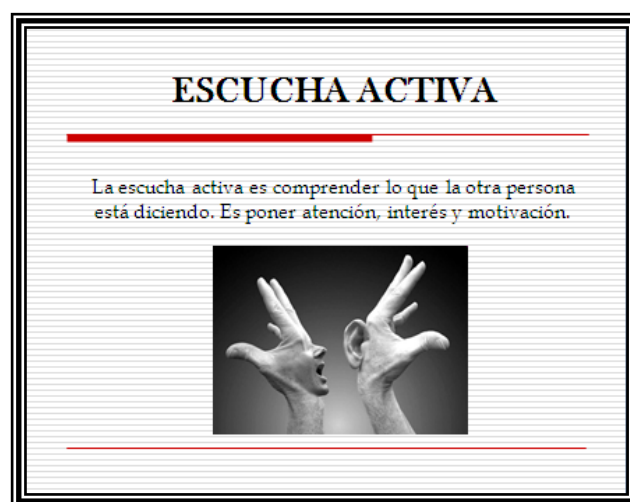 ESCUCHA ACTIVA
La escucha activa es comprender lo que la otra persona
está diciendo. Es poner atención, interés y motivación.